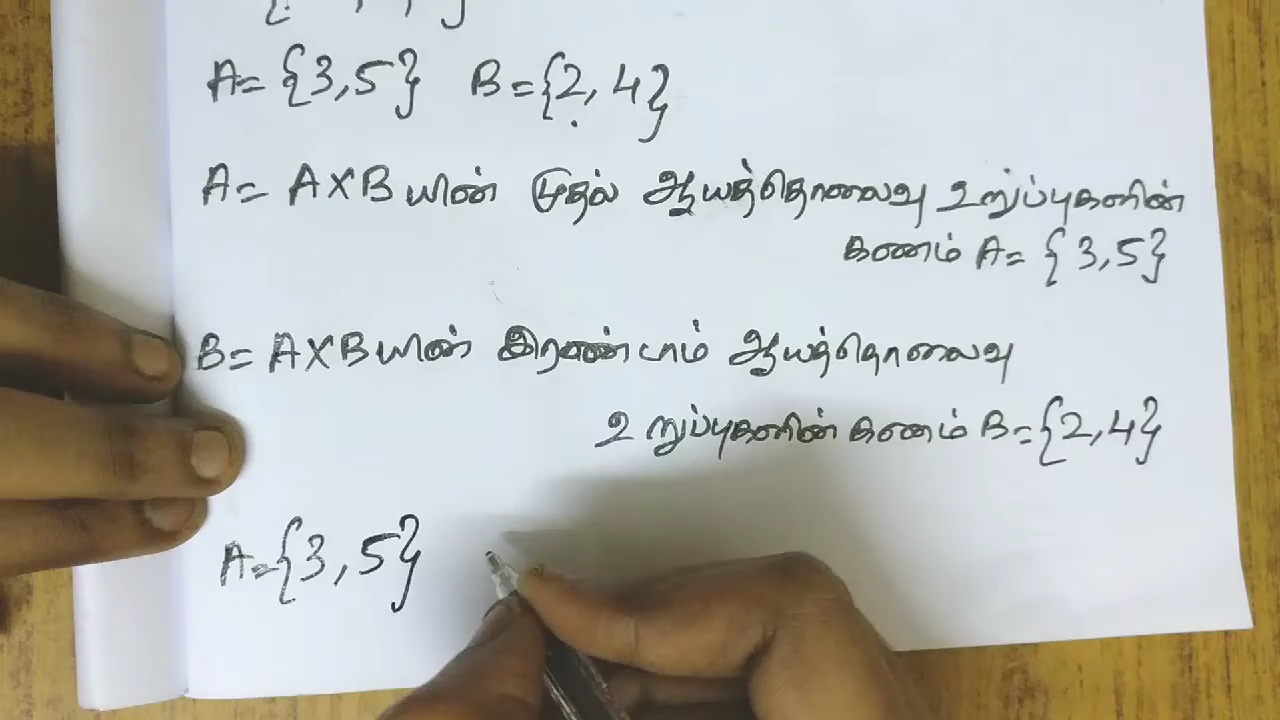 A = {3, 5} B = {2, 4}
A = A X B யின் முதல் ஆயத்தொலைவு உறுப்புகளின்
கணம் A = {3, 5}
B = A X B யின் இரண்டாம் ஆயத்தொலைவு
உறுப்புகளின் கணம் B = {2, 4}
A = {3, 5}